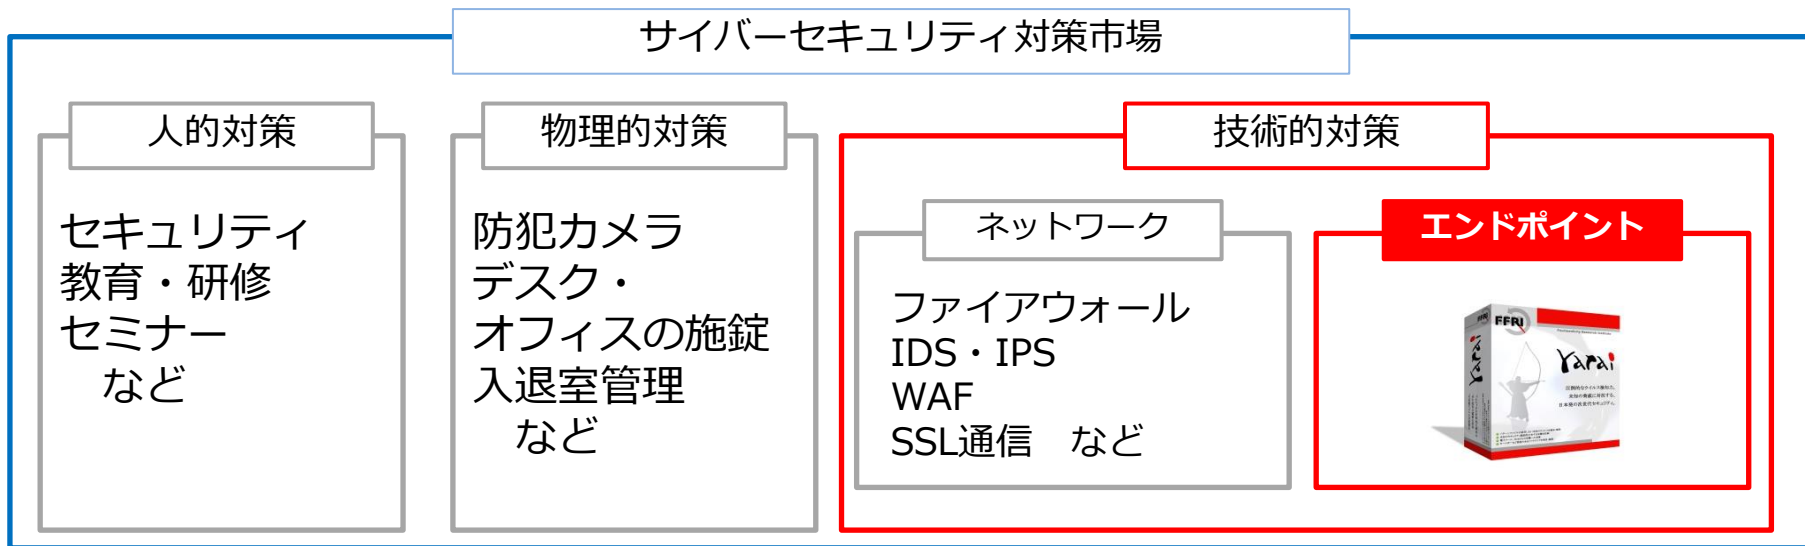 サイバーセキュリティ対策市場
人的対策
セキュリティ
教育・研修
セミナー
など
物理的対策
防犯カメラ
デスク・
オフィスの施錠
入退室管理
など
技術的対策
ネットワーク
ファイアウォール
IDS・IPS
WAF
SSL通信　など
エンドポイント
FFRI
yarai